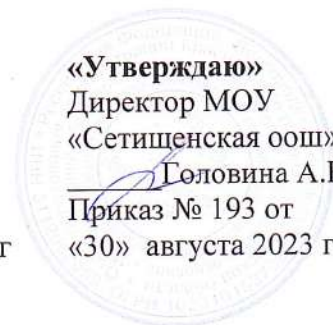 «Утверждаю»
Директор МОУ
«Сетищенская оош»
Головина А.
Приказ № 193 от
г «30» августа 2023 г